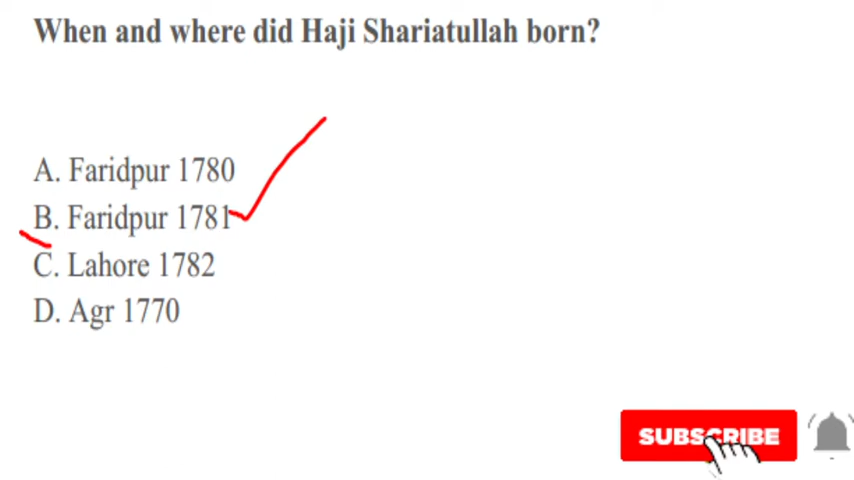 When and where did Haji Shariatullah born?
A. Faridpur 1780
B. Faridpur 1781
C. Lahore 1782
D. Agr 1770
SUBSCRIBE